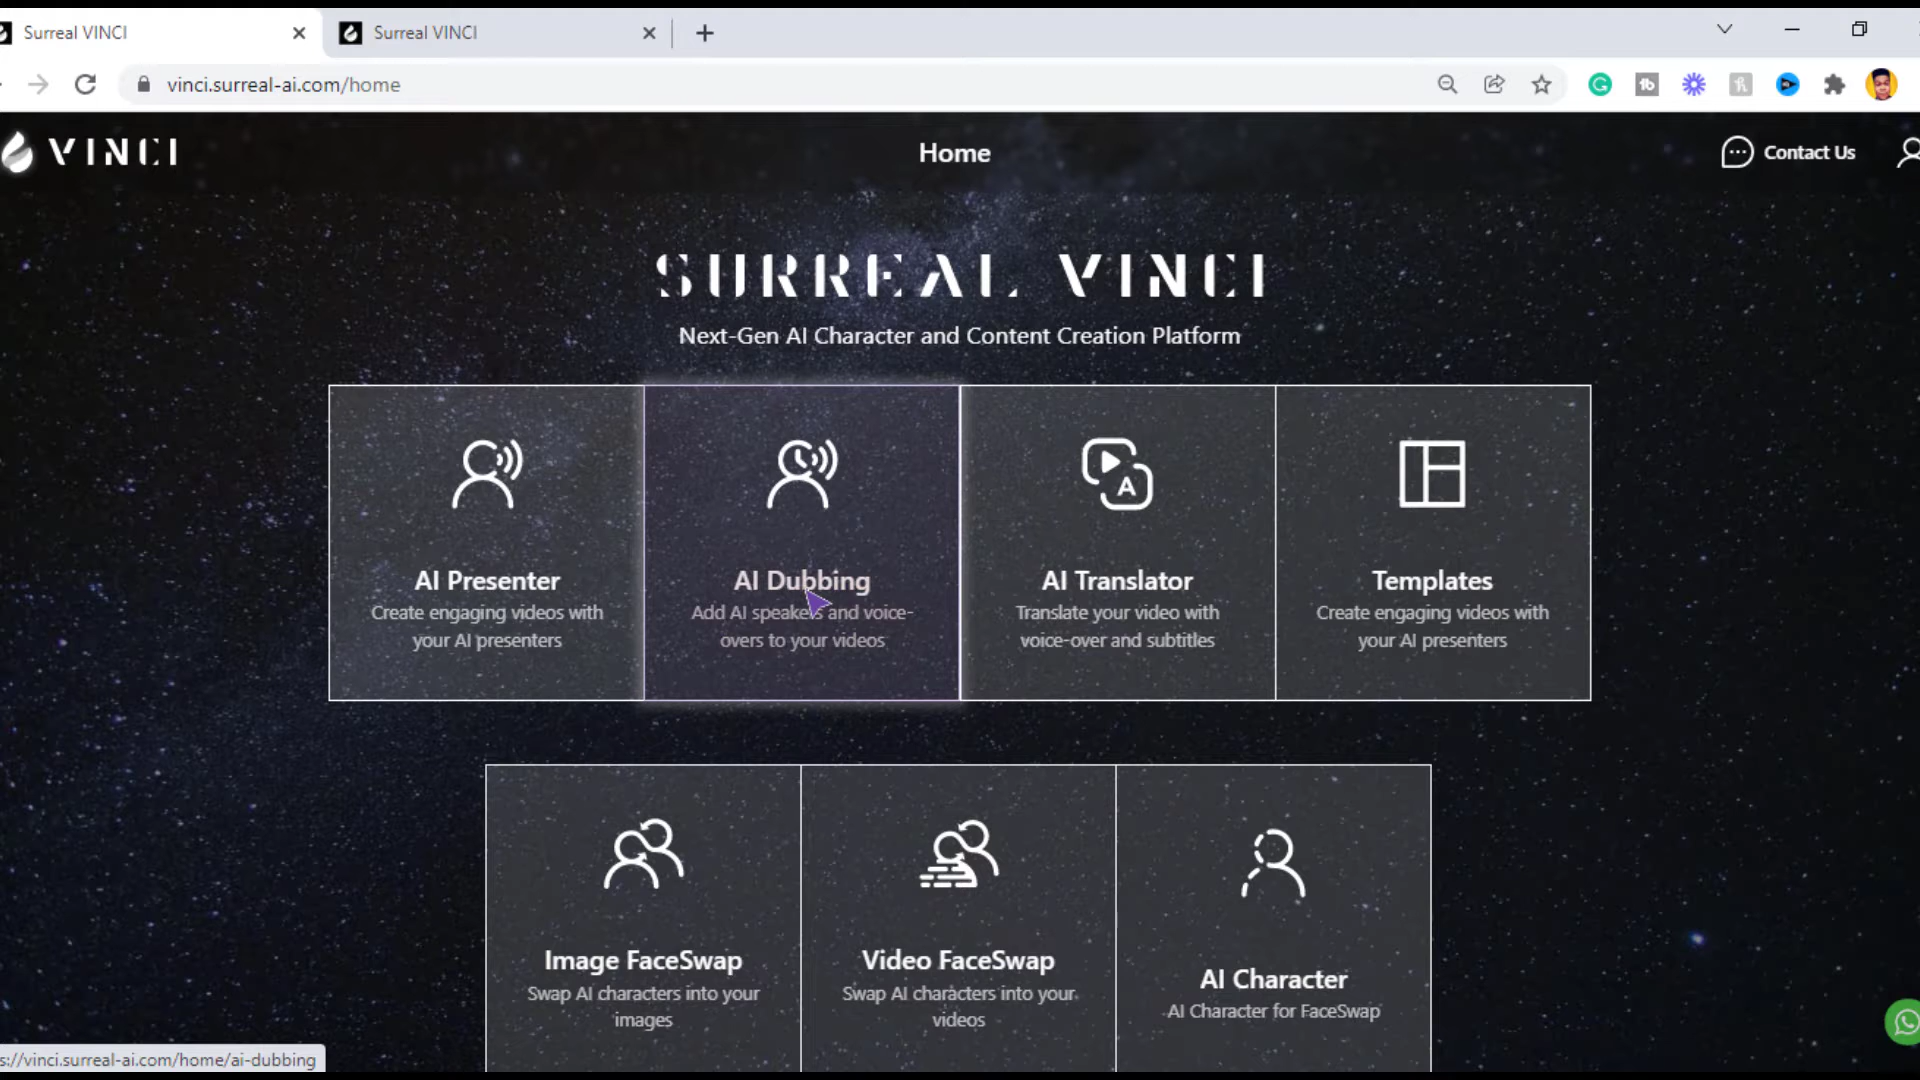 Surreal VINCI
Surreal VINCI
vinci.surreal-ai.com/home
VINCI
Home
Contact Us
SURREAL VINCI
Next-Gen AI Character and Content Creation Platform
AI Presenter
Create engaging videos with
your AI presenters
AI Dubbing
Add AI speakers and voice-
overs to your videos
AI Translator
Translate your video with
voice-over and subtitles
Templates
Create engaging videos with
your AI presenters
Image FaceSwap
Swap AI characters into your
images
Video FaceSwap
Swap AI characters into your
videos
AI Character
AI Character for FaceSwap
s://vinci.surreal-ai.com/home/ai-dubbing